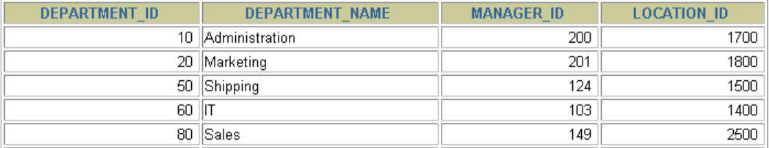 DEPARTMENT_ID DEPARTMENT_NAME MANAGER_ID LOCATION_ID
10 Administration 200 1700
20 Marketing 201 1800
50 Shipping 124 1500
60 IT 103 1400
80 Sales 149 2500